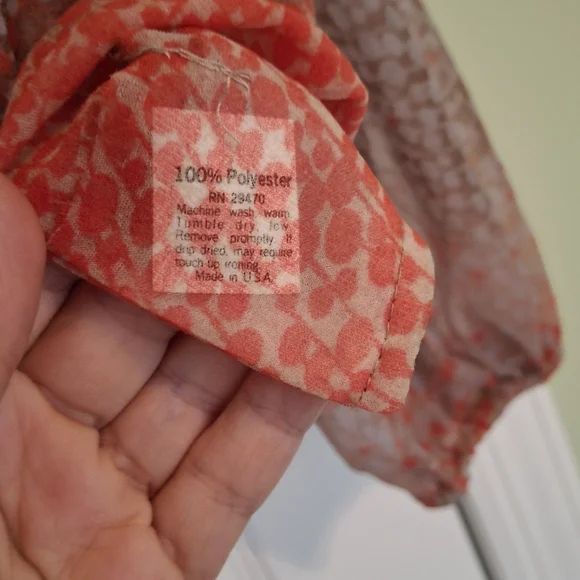 100% Polyester
RN 29470
Machine wash warm
Tumble dry, low.
Remove promptly. If
drip dried, may require
touch-up ironing.
Made in U.S.A.